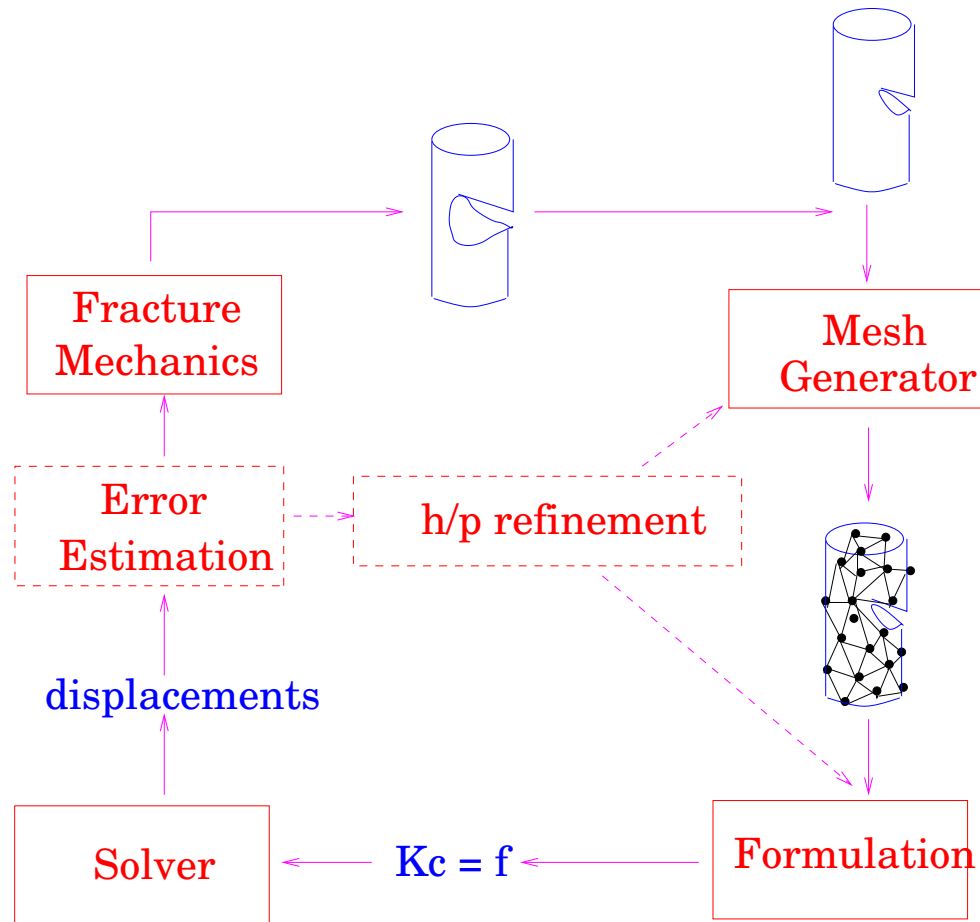 Fracture
Mechanics
Mesh
Generator
Error
Estimation
h/p refinement
displacements
Solver
Kc = f
Formulation